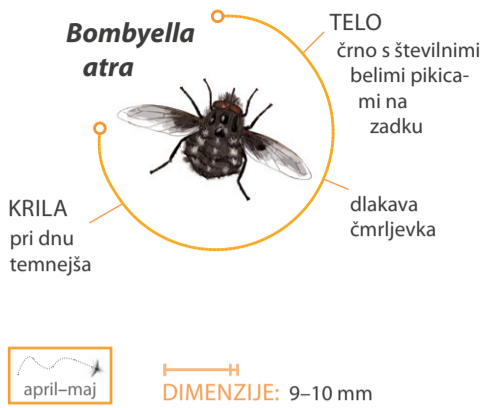 Bombyella
atra
TELO
črno s številnimi
belimi pikica-
mi na
zadku
dlakava
čmrljevka
KRILA
pri dnu
temnejša
april–maj
DIMENZIJE: 9–10 mm